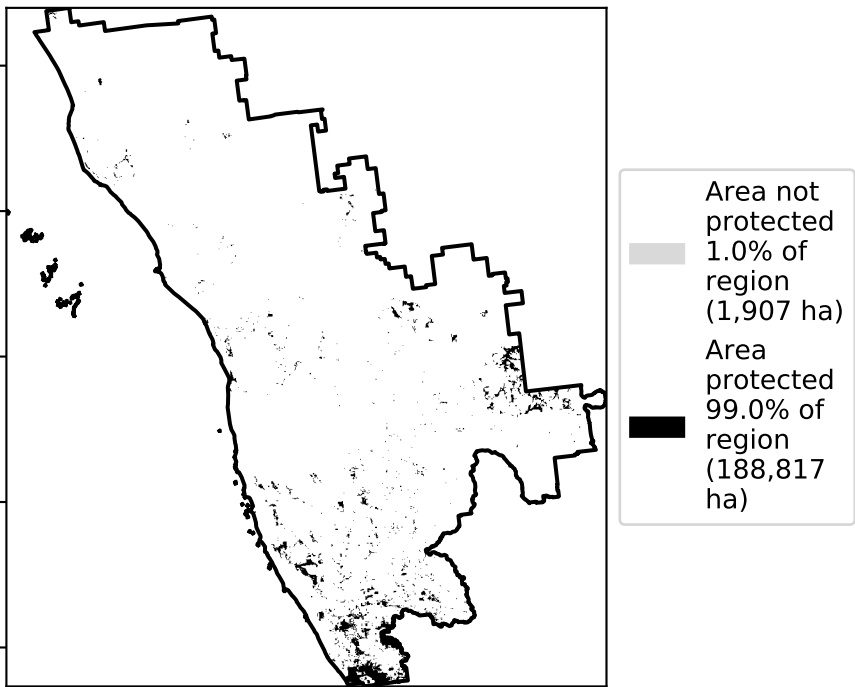 Area not
protected
1.0% of
region
(1,907 ha)
Area
protected
99.0% of
region
(188,817
ha)